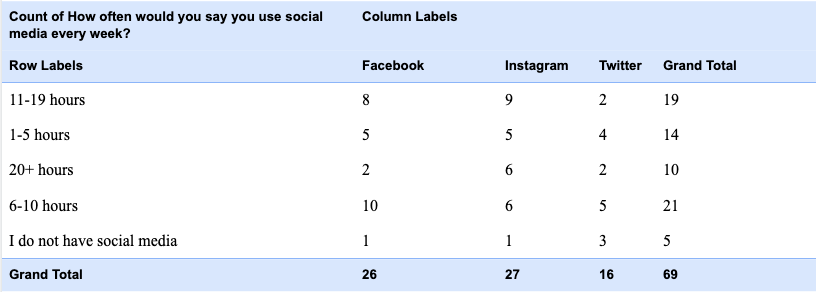 Count of How often would you say you use social media every week? Column Labels
Row Labels Facebook Instagram Twitter Grand Total
11-19 hours 8 9 2 19
1-5 hours 5 5 4 14
20+ hours 2 6 2 10
6-10 hours 10 6 5 21
I do not have social media 1 1 3 5
Grand Total 26 27 16 69